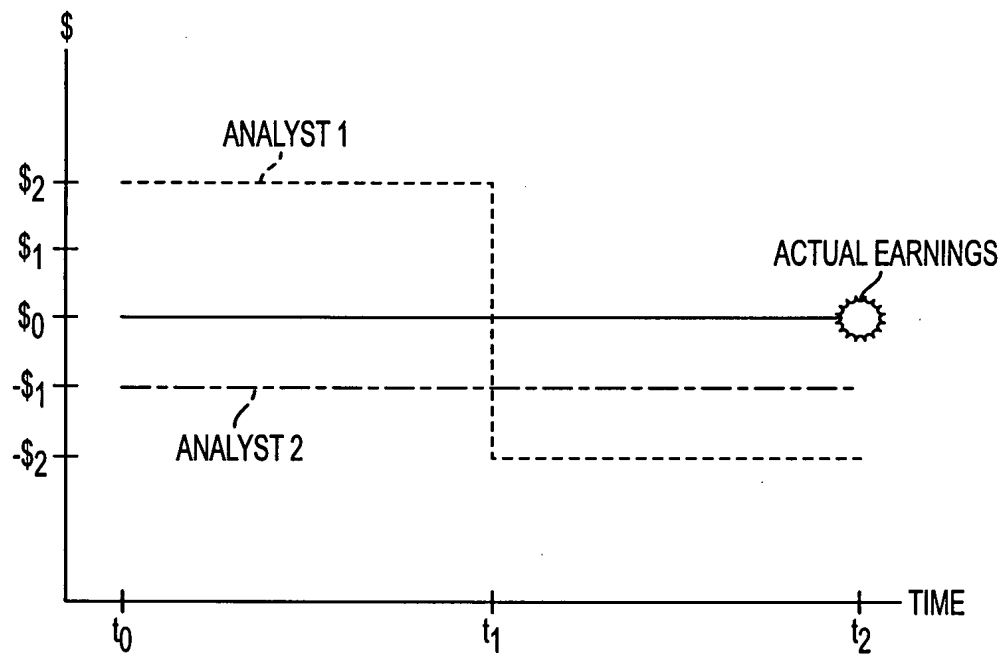 $
ANALYST 1
$2
$1
ACTUAL EARNINGS
$0
-$1
ANALYST 2
-$2
TIME
t0
t1
t2